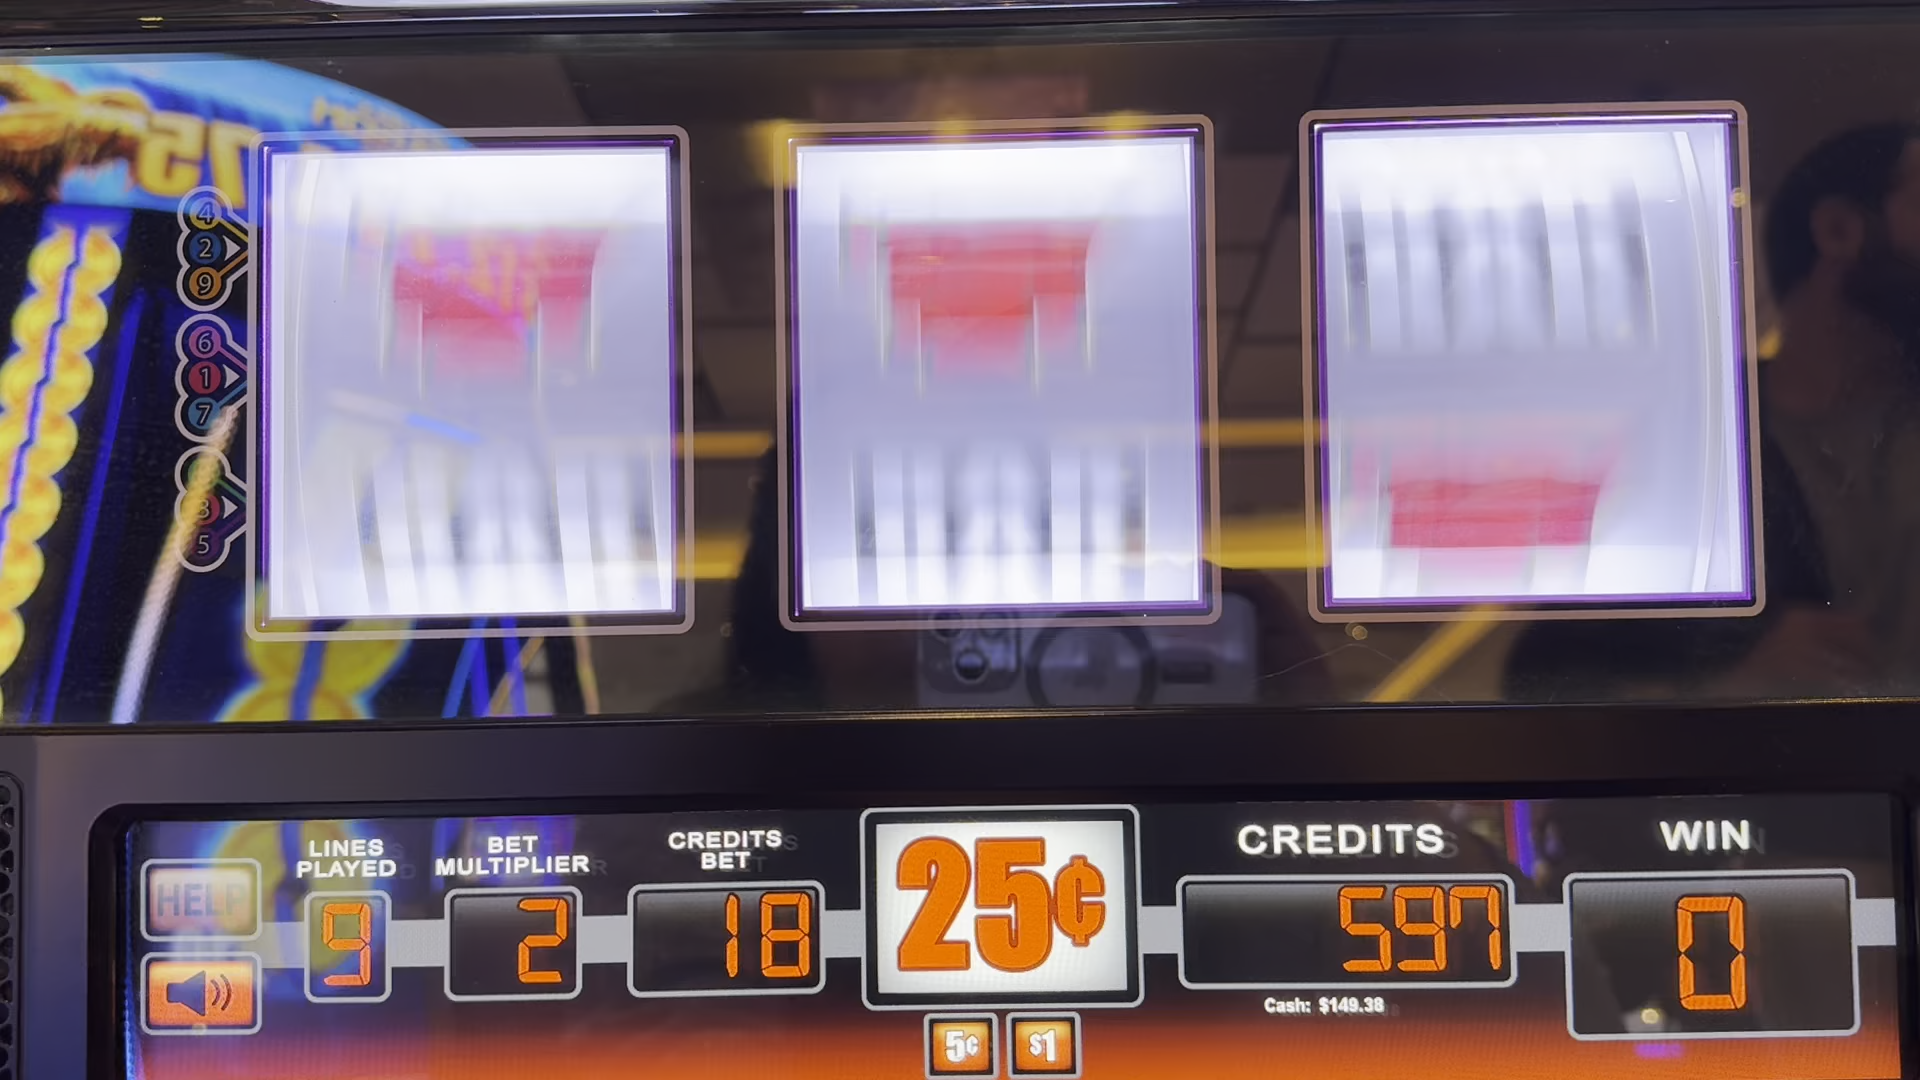 4
2
9
6
1
7
3
5
HELP
LINES
PLAYED
9
BET
MULTIPLIER
2
CREDITS
BET
18
25¢
5¢
$1
CREDITS
597
Cash: $149.38
WIN
0